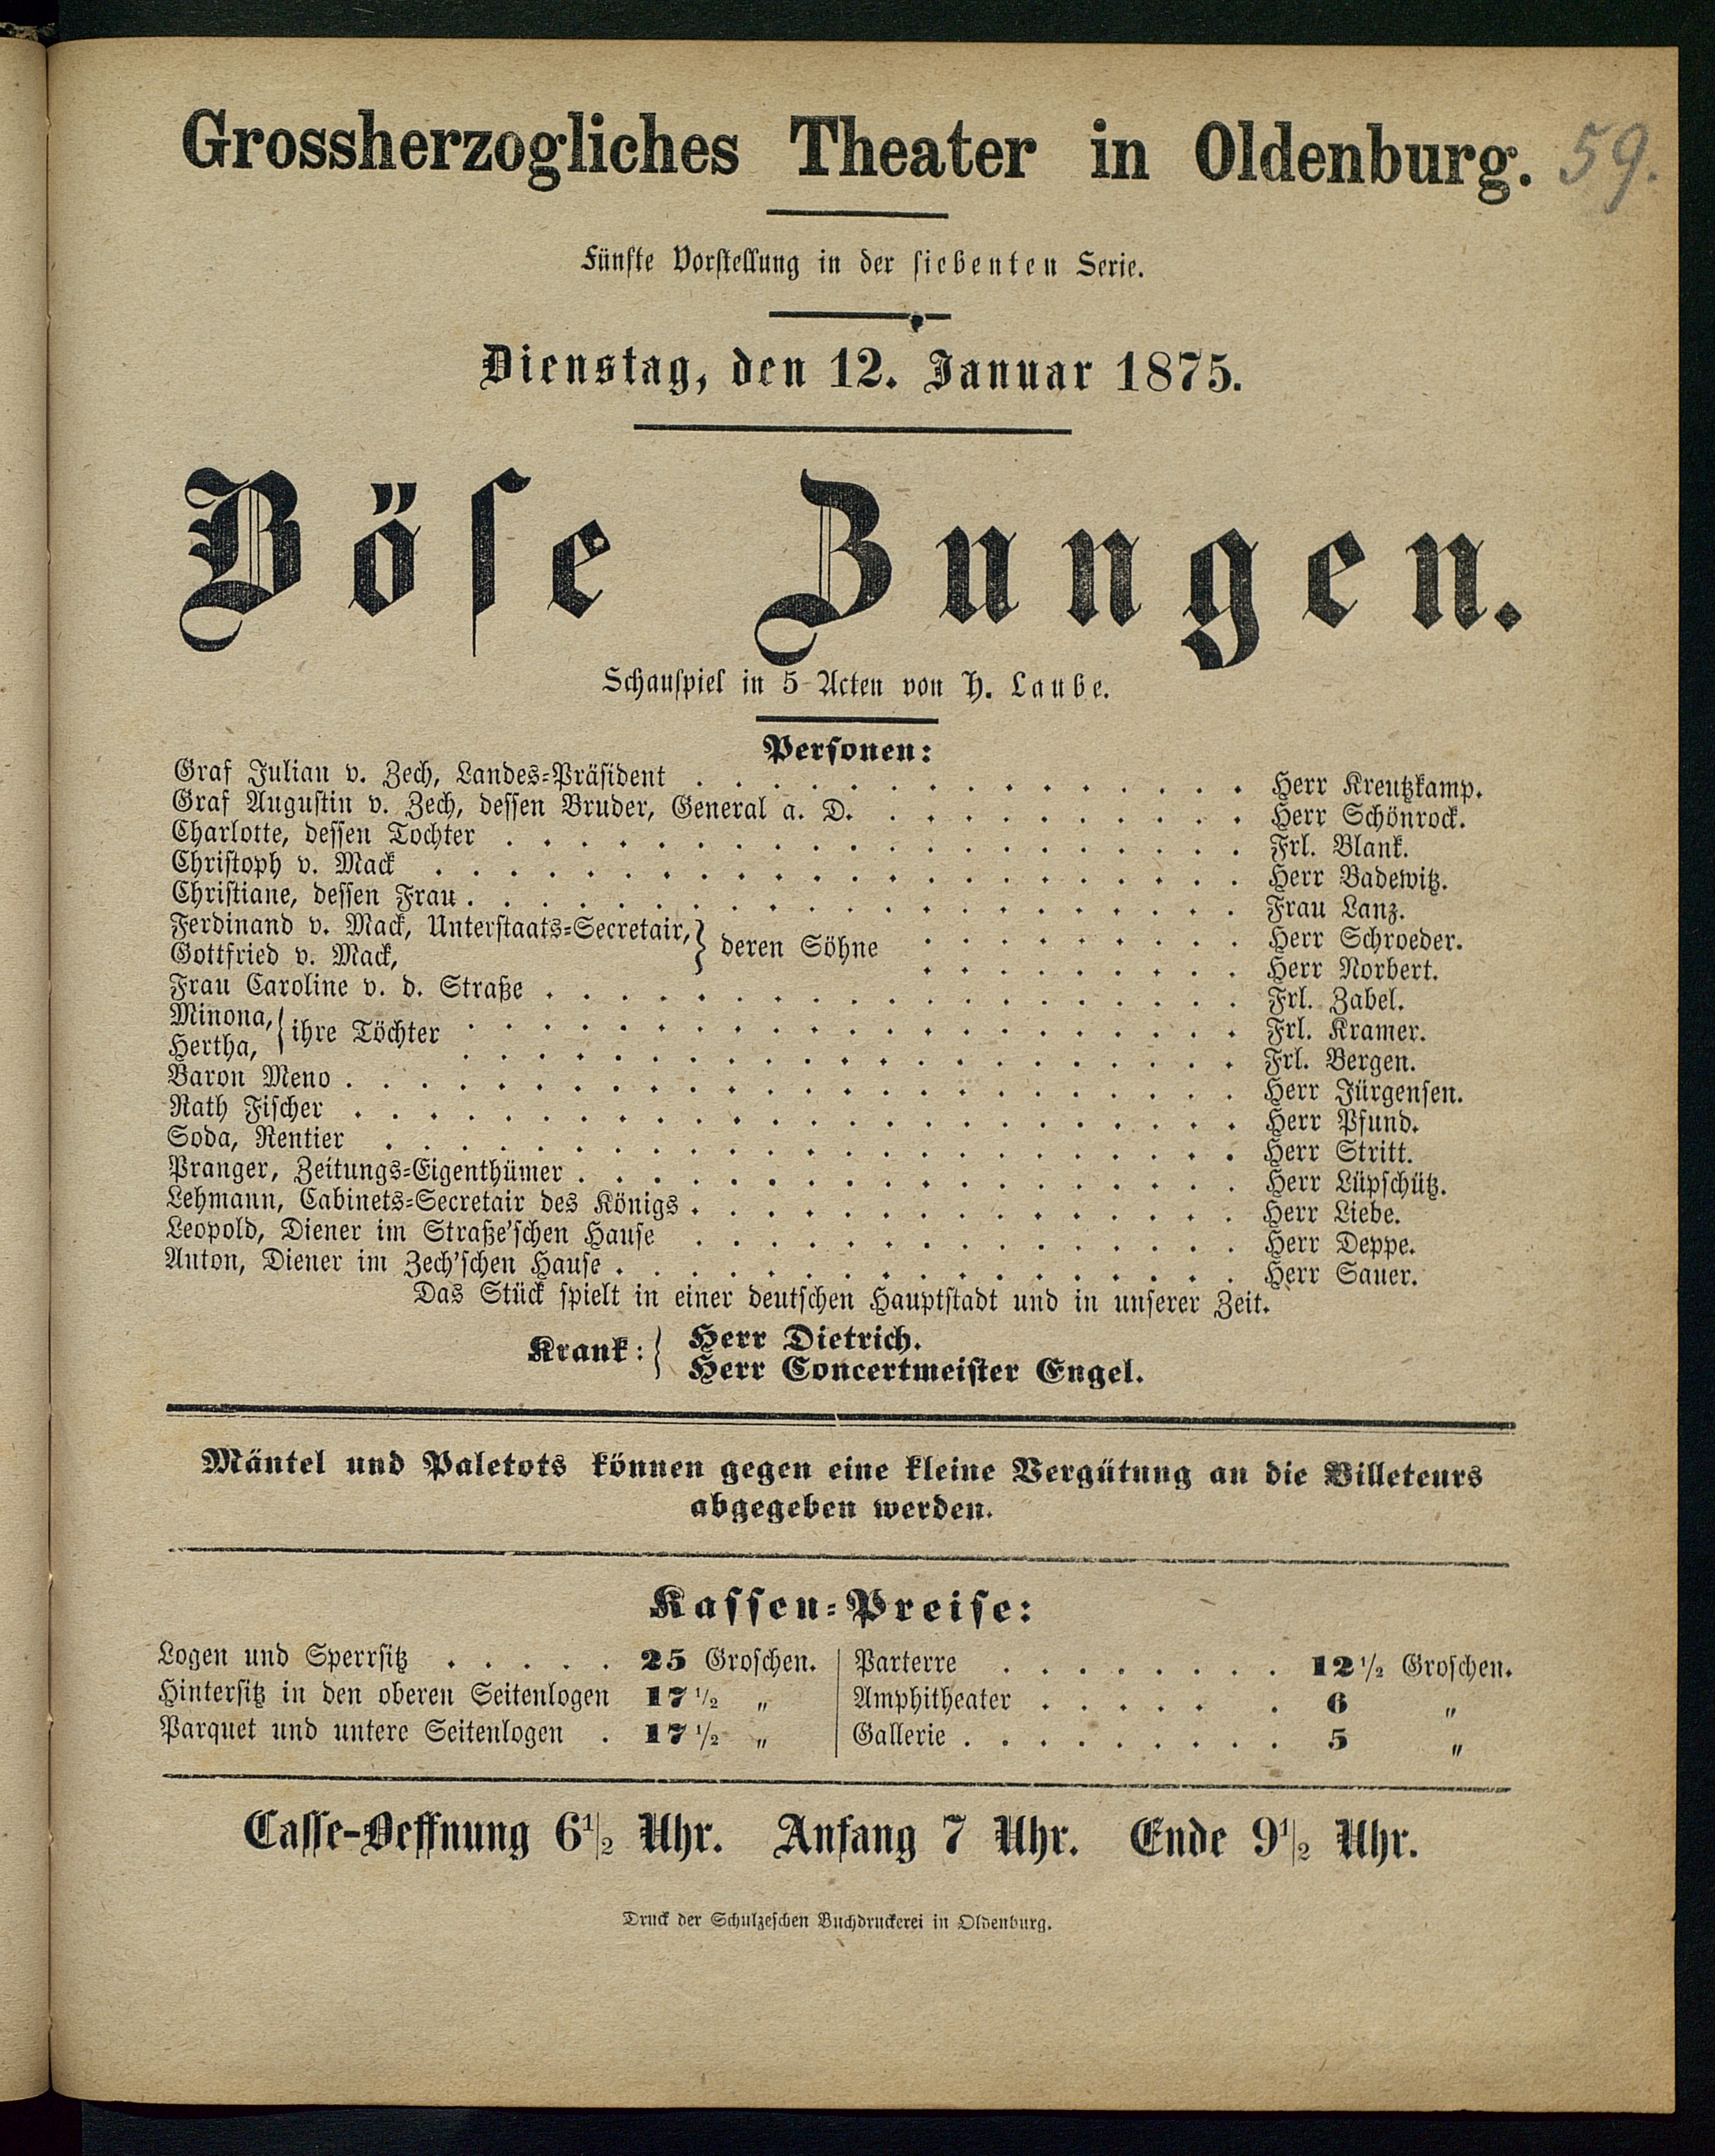 Grossherzogliches Theater in Oldenburg. 59.
Fünfte Vorstellung in der siebenten Serie.
Dienstag, den 12. Januar 1875.
Böse Zungen.
Schauspiel in 5 Acten von H. Laube.
Personen:
Graf Julian v. Zech, Landes-Präsident . . . . . . . . . . . . . . . Herr Kreutzkamp.
Graf Augustin v. Zech, dessen Bruder, General a. D. . . . . . . . . . . . Herr Schönrock.
Charlotte, dessen Tochter . . . . . . . . . . . . . . . . . . . . Frl. Blank.
Christoph v. Mack . . . . . . . . . . . . . . . . . . . . . . Herr Badewitz.
Christiane, dessen Frau . . . . . . . . . . . . . . . . . . . . . Frau Lanz.
Ferdinand v. Mack, Unterstaats-Secretair, } deren Söhne . . . . . . . . . Herr Schroeder.
Gottfried v. Mack, . . . . . . . . . Herr Norbert.
Frau Caroline v. d. Straße . . . . . . . . . . . . . . . . . . . Frl. Zabel.
Minona, { ihre Töchter . . . . . . . . . . . . . . . . . . . . . Frl. Kramer.
Hertha, . . . . . . . . . . . . . . . . . . . . . Frl. Bergen.
Baron Meno . . . . . . . . . . . . . . . . . . . . . . . . Herr Jürgensen.
Rath Fischer . . . . . . . . . . . . . . . . . . . . . . . . Herr Pfund.
Soda, Rentier . . . . . . . . . . . . . . . . . . . . . . . Herr Stritt.
Pranger, Zeitungs-Eigenthümer . . . . . . . . . . . . . . . . . . Herr Lüpschütz.
Lehmann, Cabinets-Secretair des Königs . . . . . . . . . . . . . . . Herr Liebe.
Leopold, Diener im Straße'schen Hause . . . . . . . . . . . . . . . Herr Deppe.
Anton, Diener im Zech'schen Hause . . . . . . . . . . . . . . . . . Herr Sauer.
Das Stück spielt in einer deutschen Hauptstadt und in unserer Zeit.
Krank: { Herr Dietrich.
Herr Concertmeister Engel.
Mäntel und Paletots können gegen eine kleine Vergütung an die Billeteurs
abgegeben werden.
Kassen-Preise:
Logen und Sperrsitz . . . . . 25 Groschen. | Parterre . . . . . . . . 12 1/2 Groschen.
Hintersitz in den oberen Seitenlogen 17 1/2 „ | Amphitheater . . . . . . 6 „
Parquet und untere Seitenlogen . 17 1/2 „ | Gallerie . . . . . . . . . 5 „
Casse-Oeffnung 6 1/2 Uhr. Anfang 7 Uhr. Ende 9 1/2 Uhr.
Druck der Schulzeschen Buchdruckerei in Oldenburg.